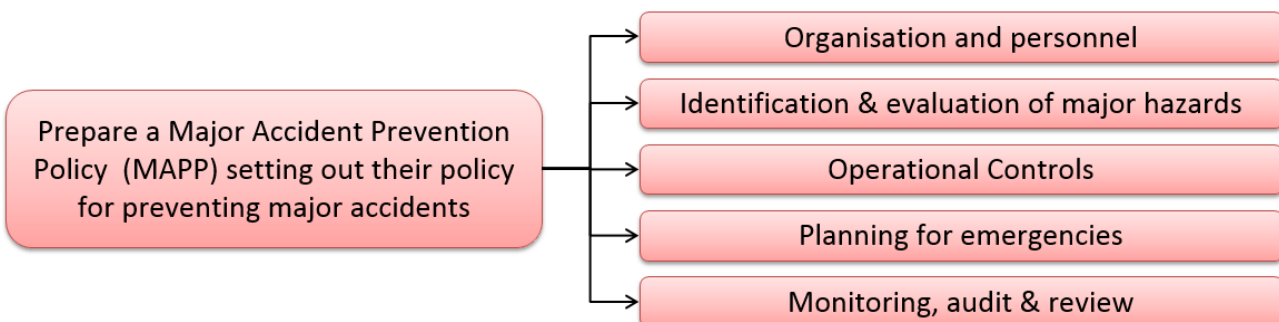 Prepare a Major Accident Prevention
Policy (MAPP) setting out their policy
for preventing major accidents
Organisation and personnel
Identification & evaluation of major hazards
Operational Controls
Planning for emergencies
Monitoring, audit & review